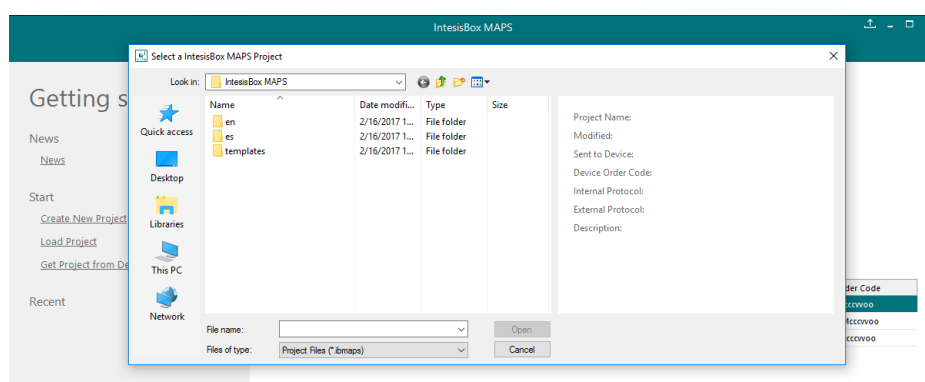 IntesisBox MAPS
Select a IntesisBox MAPS Project
Look in: IntesisBox MAPS
Getting s
News
News
Start
Create New Project
Load Project
Get Project from De
Recent
Quick access
Desktop
Libraries
This PC
Network
Name Date modifi... Type Size
en 2/16/2017 1... File folder
es 2/16/2017 1... File folder
templates 2/16/2017 1... File folder
Project Name:
Modified:
Sent to Device:
Device Order Code:
Internal Protocol:
External Protocol:
Description:
File name: Open
Files of type: Project Files (*.ibmaps) Cancel
der Code